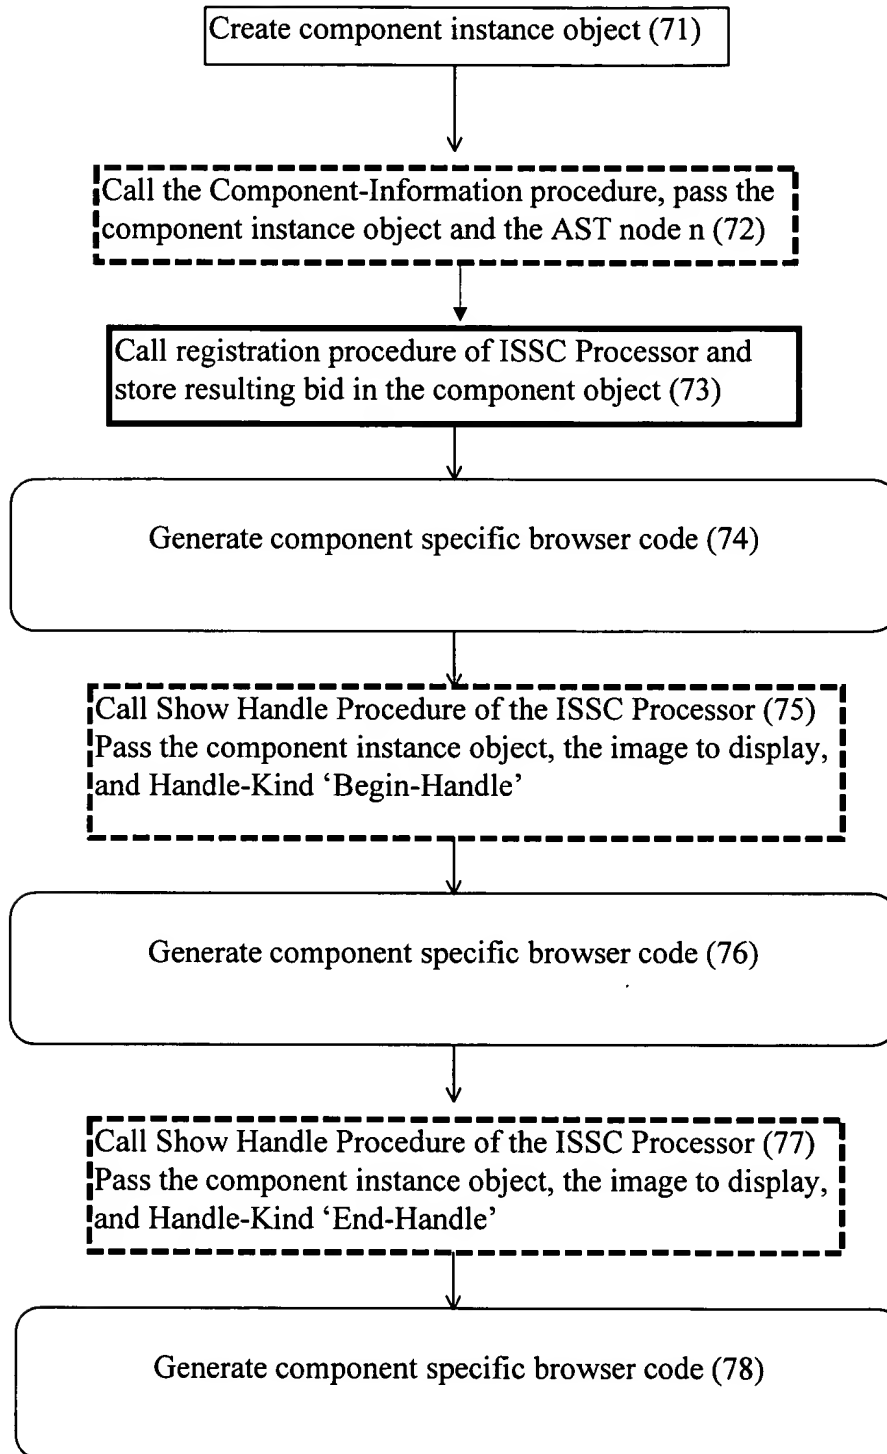 Create component instance object (71)
Call the Component-Information procedure, pass the
component instance object and the AST node n (72)
Call registration procedure of ISSC Processor and
store resulting bid in the component object (73)
Generate component specific browser code (74)
Call Show Handle Procedure of the ISSC Processor (75)
Pass the component instance object, the image to display,
and Handle-Kind ‘Begin-Handle’
Generate component specific browser code (76)
Call Show Handle Procedure of the ISSC Processor (77)
Pass the component instance object, the image to display,
and Handle-Kind ‘End-Handle’
Generate component specific browser code (78)